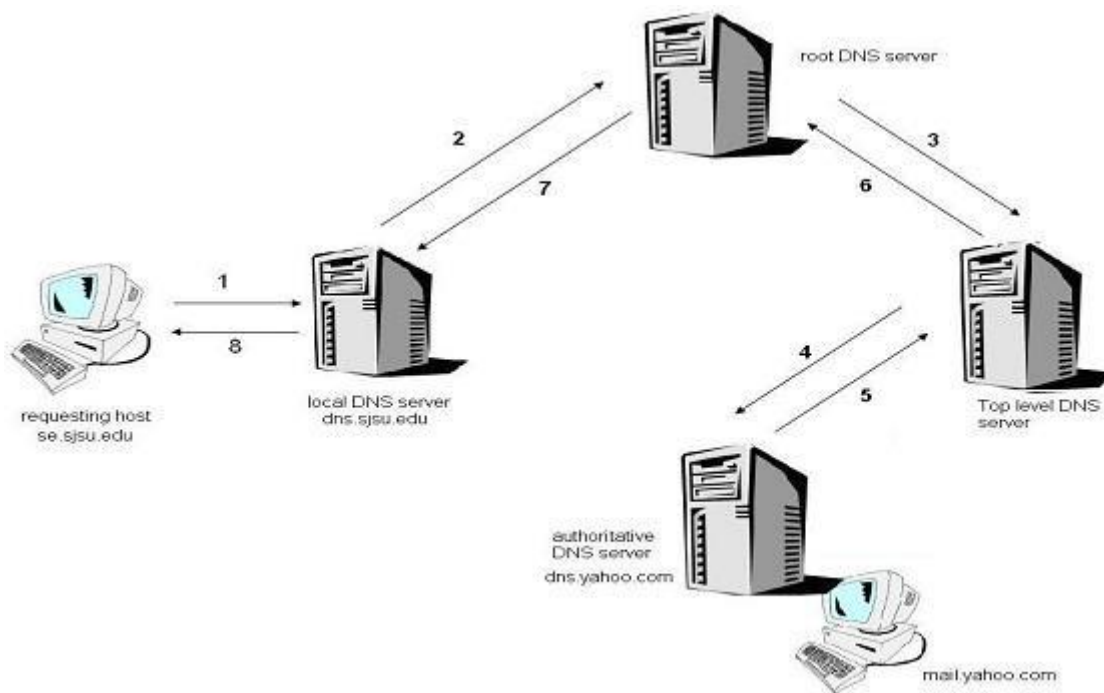 root DNS server
2
7
3
6
1
8
requesting host
se.sjsu.edu
local DNS server
dns.sjsu.edu
4
5
Top level DNS
server
authoritative
DNS server
dns.yahoo.com
mail.yahoo.com